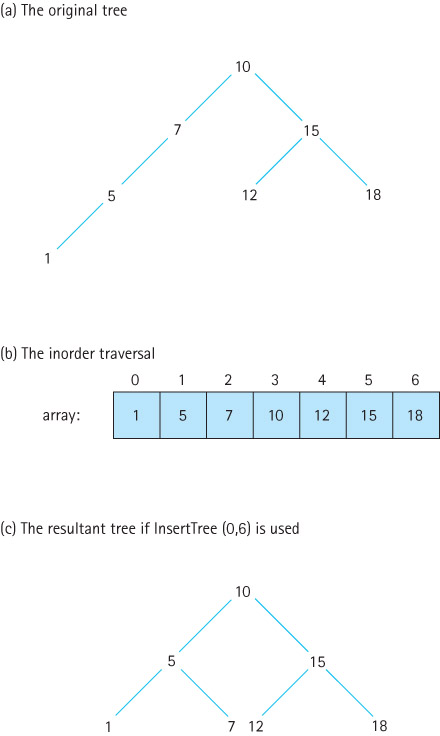 (a) The original tree
10
7 15
5 12 18
1
(b) The inorder traversal
0 1 2 3 4 5 6
array: 1 5 7 10 12 15 18
(c) The resultant tree if InsertTree (0,6) is used
10
5 15
1 7 12 18